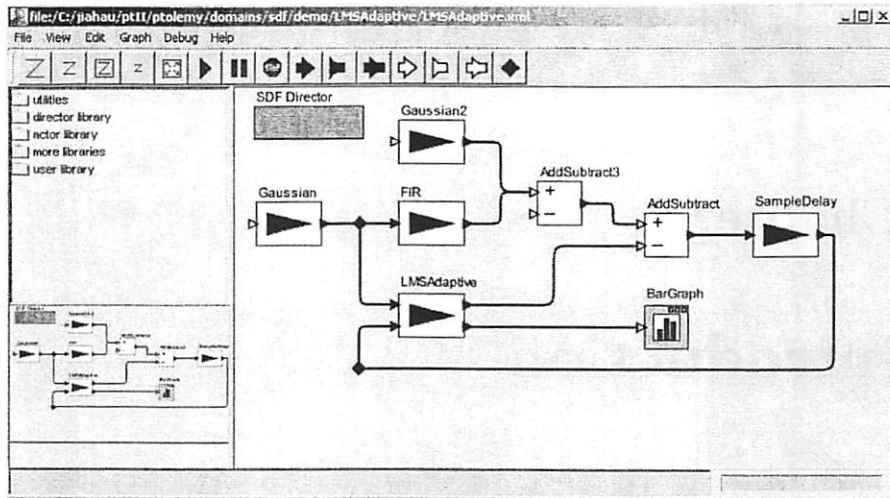 file:/C:/jiahau/ptII/ptolemy/domains/sdf/demo/LMSAdaptive/LMSAdaptive.xml
File View Edit Graph Debug Help
utilities
director library
actor library
more libraries
user library
SDF Director
Gaussian2
AddSubtract3
Gaussian
FIR
AddSubtract
SampleDelay
LMSAdaptive
BarGraph